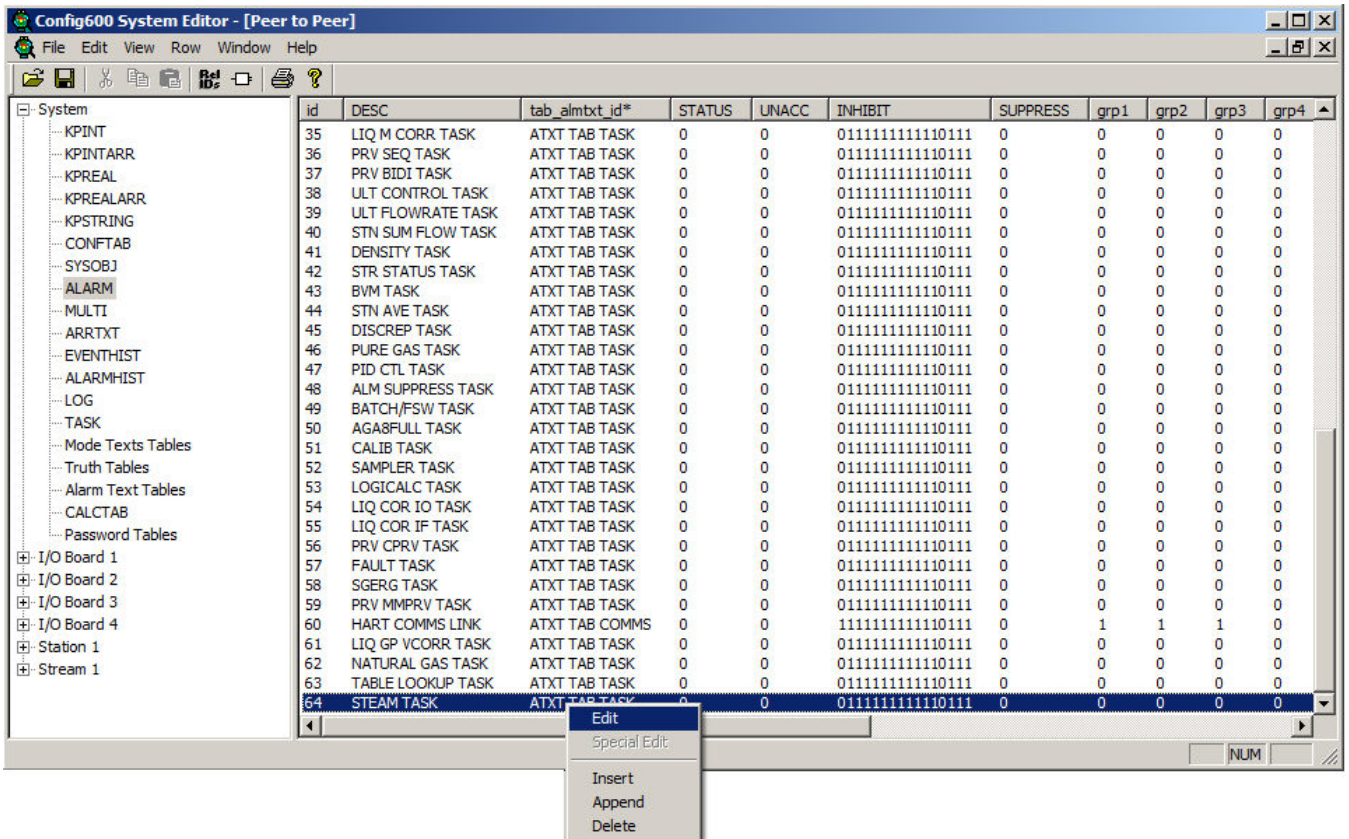 Config600 System Editor - [Peer to Peer]
File Edit View Row Window Help
Rel IDs
System
KPINT
KPINTARR
KPREAL
KPREALARR
KPSTRING
CONFTAB
SYSOBJ
ALARM
MULTI
ARRTXT
EVENTHIST
ALARMHIST
LOG
TASK
Mode Texts Tables
Truth Tables
Alarm Text Tables
CALCTAB
Password Tables
I/O Board 1
I/O Board 2
I/O Board 3
I/O Board 4
Station 1
Stream 1
id DESC tab_almtxt_id* STATUS UNACC INHIBIT SUPPRESS grp1 grp2 grp3 grp4
35 LIQ M CORR TASK ATXT TAB TASK 0 0 0111111111110111 0 0 0 0 0
36 PRV SEQ TASK ATXT TAB TASK 0 0 0111111111110111 0 0 0 0 0
37 PRV BIDI TASK ATXT TAB TASK 0 0 0111111111110111 0 0 0 0 0
38 ULT CONTROL TASK ATXT TAB TASK 0 0 0111111111110111 0 0 0 0 0
39 ULT FLOWRATE TASK ATXT TAB TASK 0 0 0111111111110111 0 0 0 0 0
40 STN SUM FLOW TASK ATXT TAB TASK 0 0 0111111111110111 0 0 0 0 0
41 DENSITY TASK ATXT TAB TASK 0 0 0111111111110111 0 0 0 0 0
42 STR STATUS TASK ATXT TAB TASK 0 0 0111111111110111 0 0 0 0 0
43 BVM TASK ATXT TAB TASK 0 0 0111111111110111 0 0 0 0 0
44 STN AVE TASK ATXT TAB TASK 0 0 0111111111110111 0 0 0 0 0
45 DISCREP TASK ATXT TAB TASK 0 0 0111111111110111 0 0 0 0 0
46 PURE GAS TASK ATXT TAB TASK 0 0 0111111111110111 0 0 0 0 0
47 PID CTL TASK ATXT TAB TASK 0 0 0111111111110111 0 0 0 0 0
48 ALM SUPPRESS TASK ATXT TAB TASK 0 0 0111111111110111 0 0 0 0 0
49 BATCH/FSW TASK ATXT TAB TASK 0 0 0111111111110111 0 0 0 0 0
50 AGA8FULL TASK ATXT TAB TASK 0 0 0111111111110111 0 0 0 0 0
51 CALIB TASK ATXT TAB TASK 0 0 0111111111110111 0 0 0 0 0
52 SAMPLER TASK ATXT TAB TASK 0 0 0111111111110111 0 0 0 0 0
53 LOGICALC TASK ATXT TAB TASK 0 0 0111111111110111 0 0 0 0 0
54 LIQ COR IO TASK ATXT TAB TASK 0 0 0111111111110111 0 0 0 0 0
55 LIQ COR IF TASK ATXT TAB TASK 0 0 0111111111110111 0 0 0 0 0
56 PRV CPRV TASK ATXT TAB TASK 0 0 0111111111110111 0 0 0 0 0
57 FAULT TASK ATXT TAB TASK 0 0 0111111111110111 0 0 0 0 0
58 SGERG TASK ATXT TAB TASK 0 0 0111111111110111 0 0 0 0 0
59 PRV MMPRV TASK ATXT TAB TASK 0 0 0111111111110111 0 0 0 0 0
60 HART COMMS LINK ATXT TAB COMMS 0 0 1111111111110111 0 1 1 1 0
61 LIQ GP VCORR TASK ATXT TAB TASK 0 0 0111111111110111 0 0 0 0 0
62 NATURAL GAS TASK ATXT TAB TASK 0 0 0111111111110111 0 0 0 0 0
63 TABLE LOOKUP TASK ATXT TAB TASK 0 0 0111111111110111 0 0 0 0 0
64 STEAM TASK ATXT TAB TASK 0 0 0111111111110111 0 0 0 0 0
Edit
Special Edit
Insert
Append
Delete
NUM